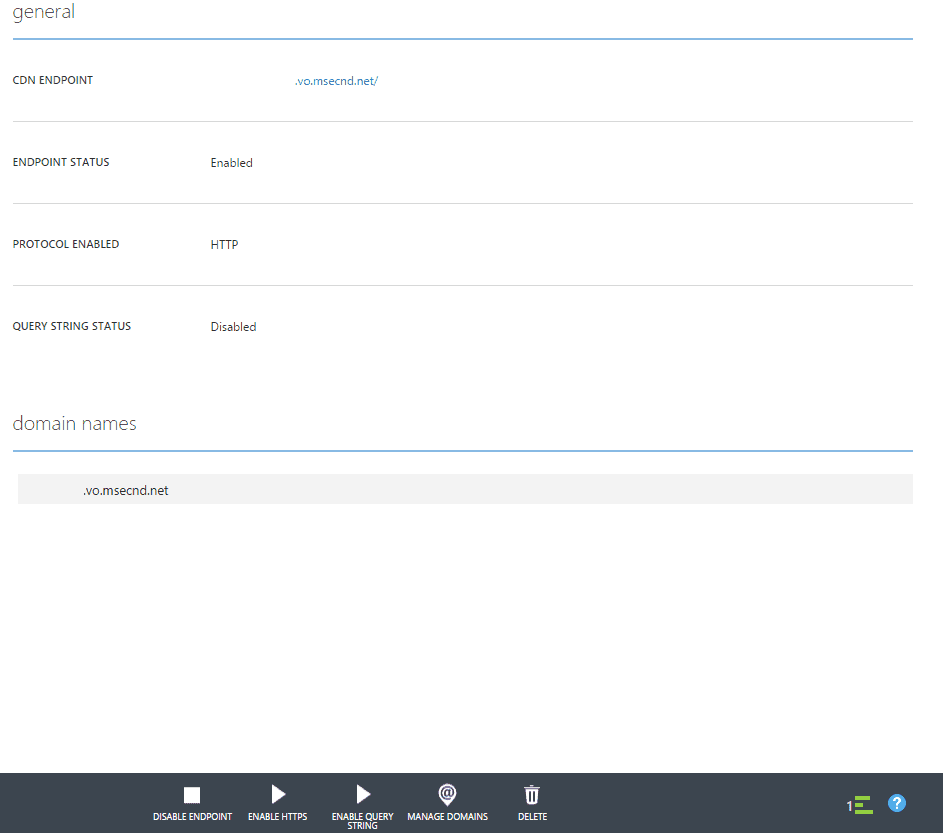 general
CDN ENDPOINT .vo.msecnd.net/
ENDPOINT STATUS Enabled
PROTOCOL ENABLED HTTP
QUERY STRING STATUS Disabled
domain names
.vo.msecnd.net
DISABLE ENDPOINT ENABLE HTTPS ENABLE QUERY STRING MANAGE DOMAINS DELETE
1 ?